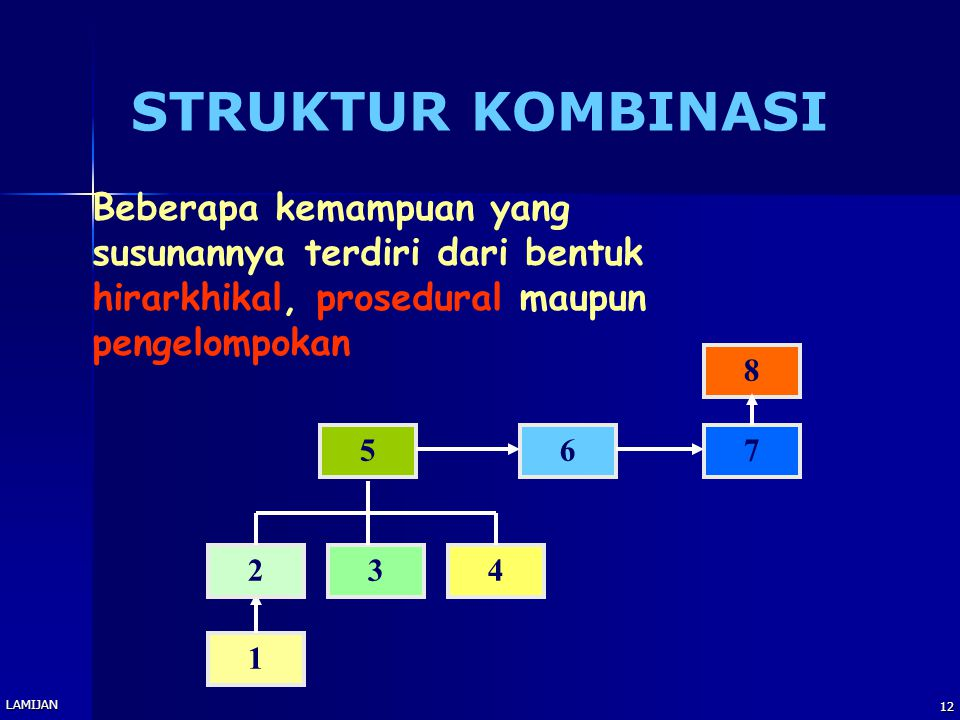 STRUKTUR KOMBINASI
Beberapa kemampuan yang
susunannya terdiri dari bentuk
hirarkhikal, prosedural maupun
pengelompokan
8
5 6 7
2 3 4
1
LAMIJAN 12